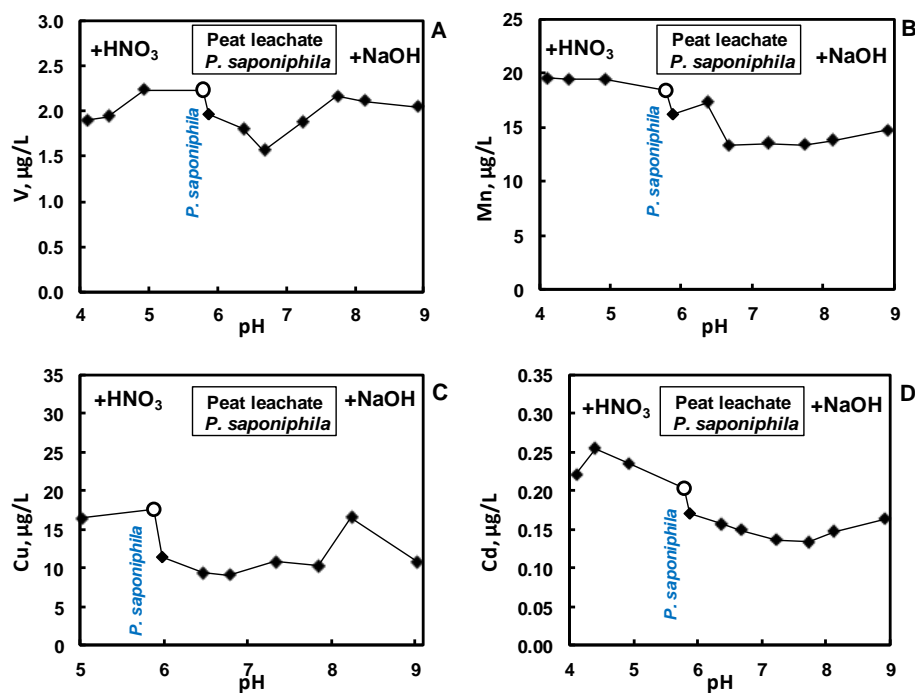 A
+HNO₃
Peat leachate
P. saponiphila
+NaOH
3.0
2.5
2.0
1.5
1.0
0.5
0.0
V, µg/L
P. saponiphila
4 5 6 7 8 9
pH
B
+HNO₃
Peat leachate
P. saponiphila
+NaOH
25
20
15
10
5
0
Mn, µg/L
P. saponiphila
4 5 6 7 8 9
pH
C
+HNO₃
Peat leachate
P. saponiphila
+NaOH
35
30
25
20
15
10
5
0
Cu, µg/L
P. saponiphila
5 6 7 8 9
pH
D
+HNO₃
Peat leachate
P. saponiphila
+NaOH
0.35
0.30
0.25
0.20
0.15
0.10
0.05
0.00
Cd, µg/L
P. saponiphila
4 5 6 7 8 9
pH